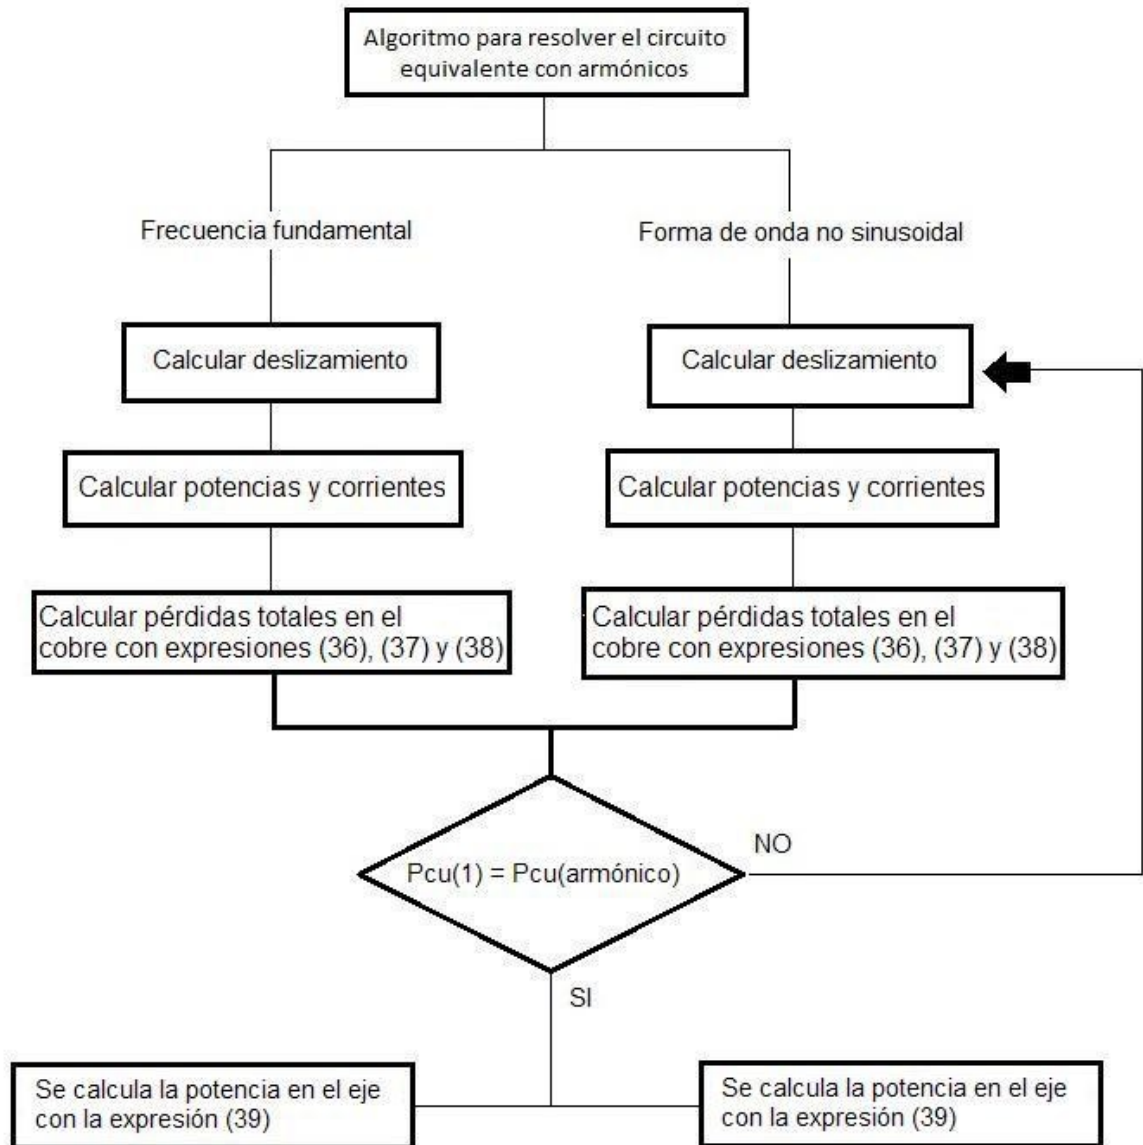 Algoritmo para resolver el circuito
equivalente con armónicos
Frecuencia fundamental
Forma de onda no sinusoidal
Calcular deslizamiento
Calcular deslizamiento
Calcular potencias y corrientes
Calcular potencias y corrientes
Calcular pérdidas totales en el
cobre con expresiones (36), (37) y (38)
Calcular pérdidas totales en el
cobre con expresiones (36), (37) y (38)
Pcu(1) = Pcu(armónico)
NO
SI
Se calcula la potencia en el eje
con la expresión (39)
Se calcula la potencia en el eje
con la expresión (39)